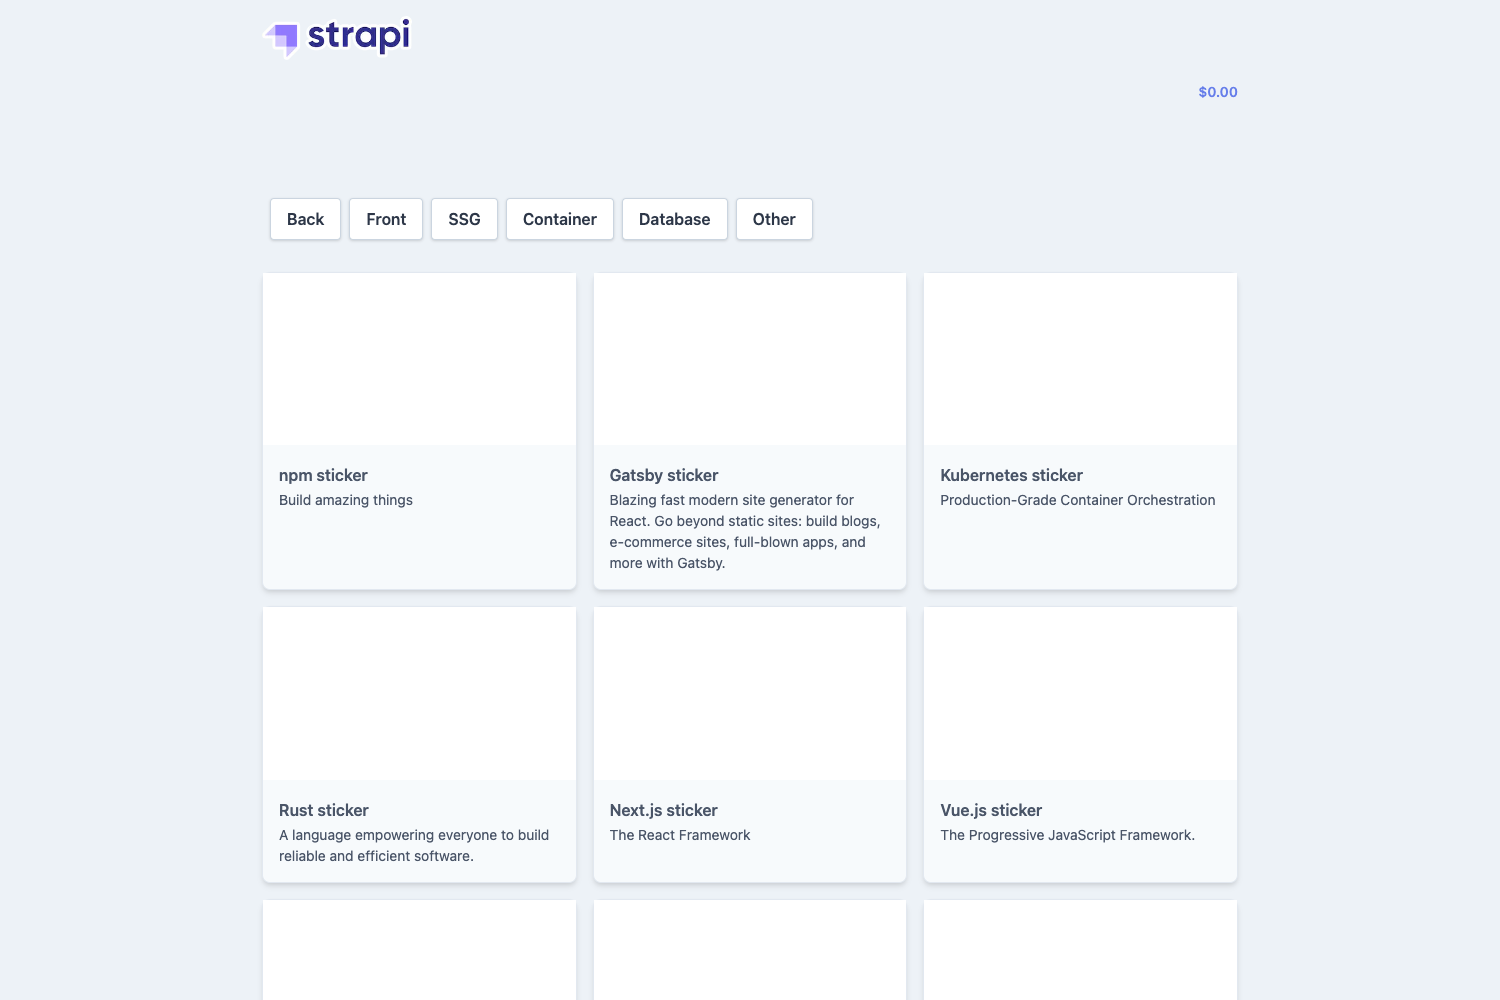 strapi
$0.00
Back
Front
SSG
Container
Database
Other
npm sticker
Build amazing things
Gatsby sticker
Blazing fast modern site generator for
React. Go beyond static sites: build blogs,
e-commerce sites, full-blown apps, and
more with Gatsby.
Kubernetes sticker
Production-Grade Container Orchestration
Rust sticker
A language empowering everyone to build
reliable and efficient software.
Next.js sticker
The React Framework
Vue.js sticker
The Progressive JavaScript Framework.